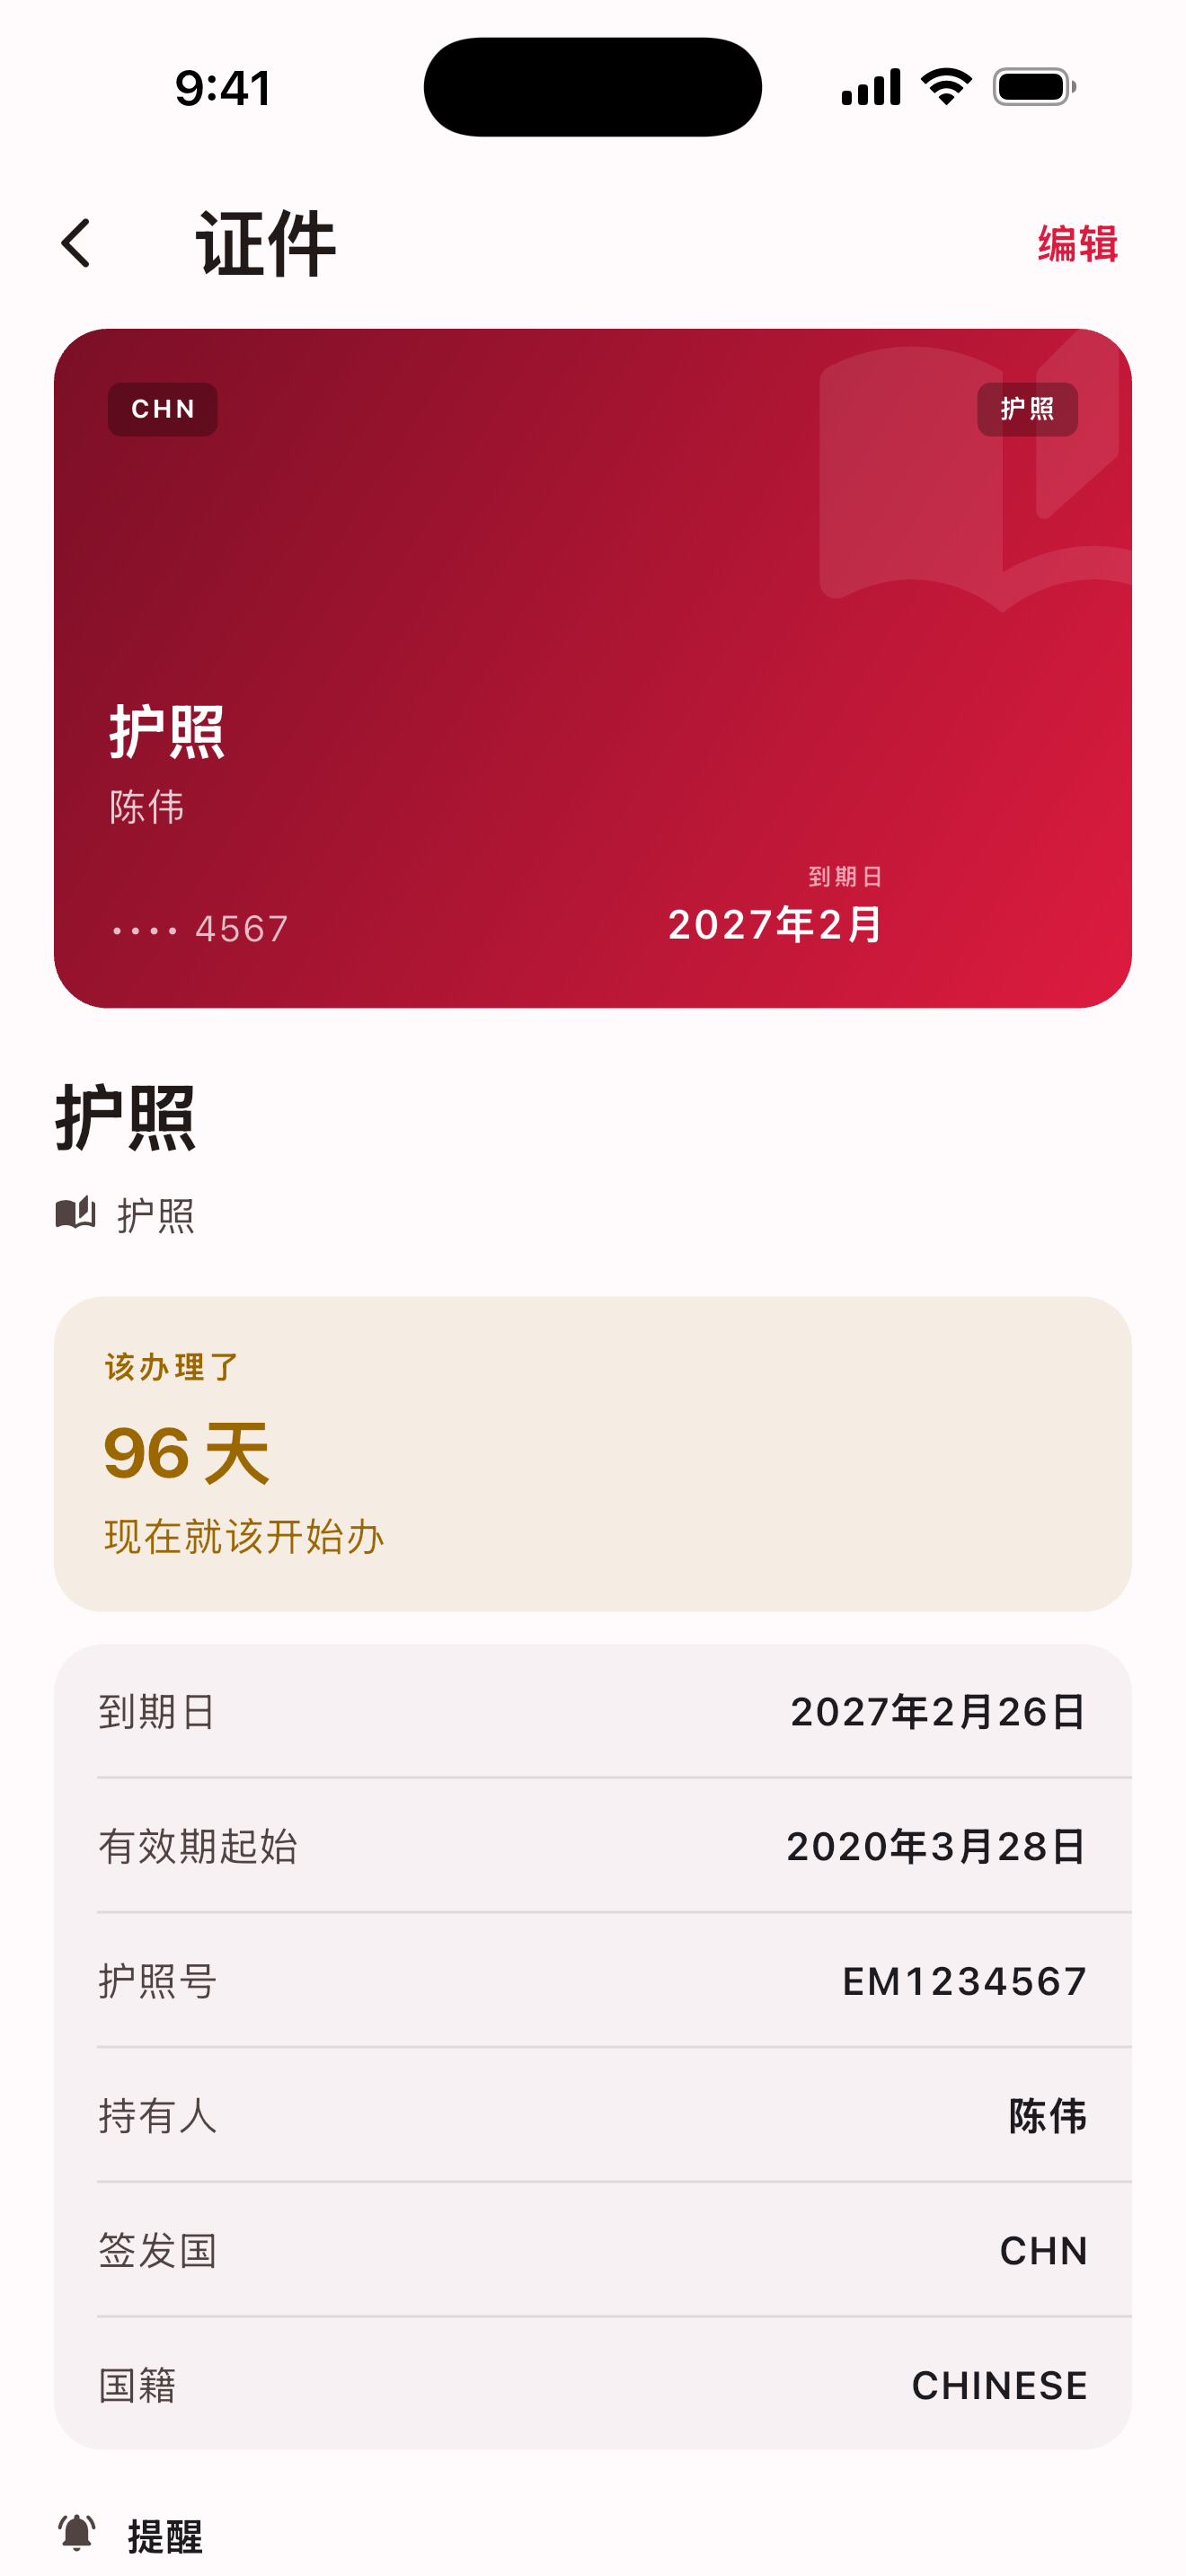 9:41
证件
编辑
CHN
护照
护照
陈伟
•••• 4567
到期日
2027年2月
护照
护照
该办理了
96 天
现在就该开始办
到期日
2027年2月26日
有效期起始
2020年3月28日
护照号
EM1234567
持有人
陈伟
签发国
CHN
国籍
CHINESE
提醒